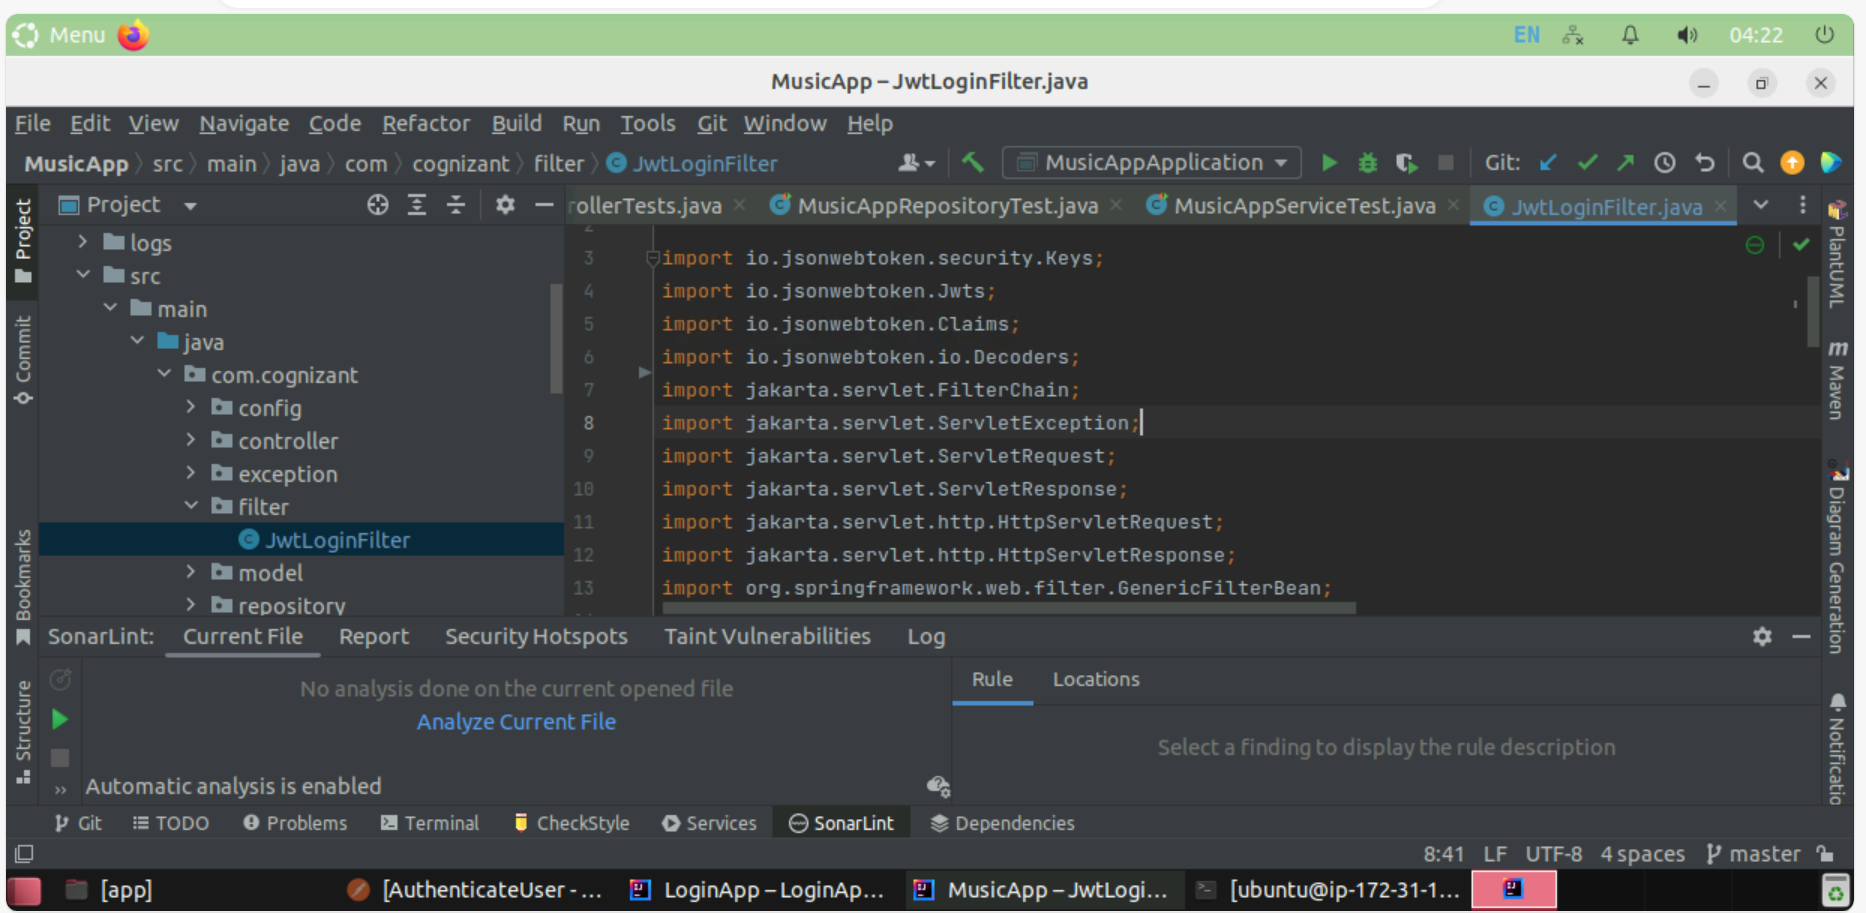 Menu EN 04:22
MusicApp – JwtLoginFilter.java
File Edit View Navigate Code Refactor Build Run Tools Git Window Help
MusicApp src main java com cognizant filter JwtLoginFilter MusicAppApplication Git:
Project
rollerTests.java MusicAppRepositoryTest.java MusicAppServiceTest.java JwtLoginFilter.java
logs
src
main
java
com.cognizant
config
controller
exception
filter
JwtLoginFilter
model
repository
2
3 import io.jsonwebtoken.security.Keys;
4 import io.jsonwebtoken.Jwts;
5 import io.jsonwebtoken.Claims;
6 import io.jsonwebtoken.io.Decoders;
7 import jakarta.servlet.FilterChain;
8 import jakarta.servlet.ServletException;
9 import jakarta.servlet.ServletRequest;
10 import jakarta.servlet.ServletResponse;
11 import jakarta.servlet.http.HttpServletRequest;
12 import jakarta.servlet.http.HttpServletResponse;
13 import org.springframework.web.filter.GenericFilterBean;
Project
Commit
Bookmarks
Structure
PlantUML
Maven
Diagram Generation
Notificatio
SonarLint: Current File Report Security Hotspots Taint Vulnerabilities Log
No analysis done on the current opened file
Analyze Current File
Automatic analysis is enabled
Rule Locations
Select a finding to display the rule description
Git TODO Problems Terminal CheckStyle Services SonarLint Dependencies
8:41 LF UTF-8 4 spaces master
[app] [AuthenticateUser - ... LoginApp – LoginAp... MusicApp – JwtLogi... [ubuntu@ip-172-31-1...